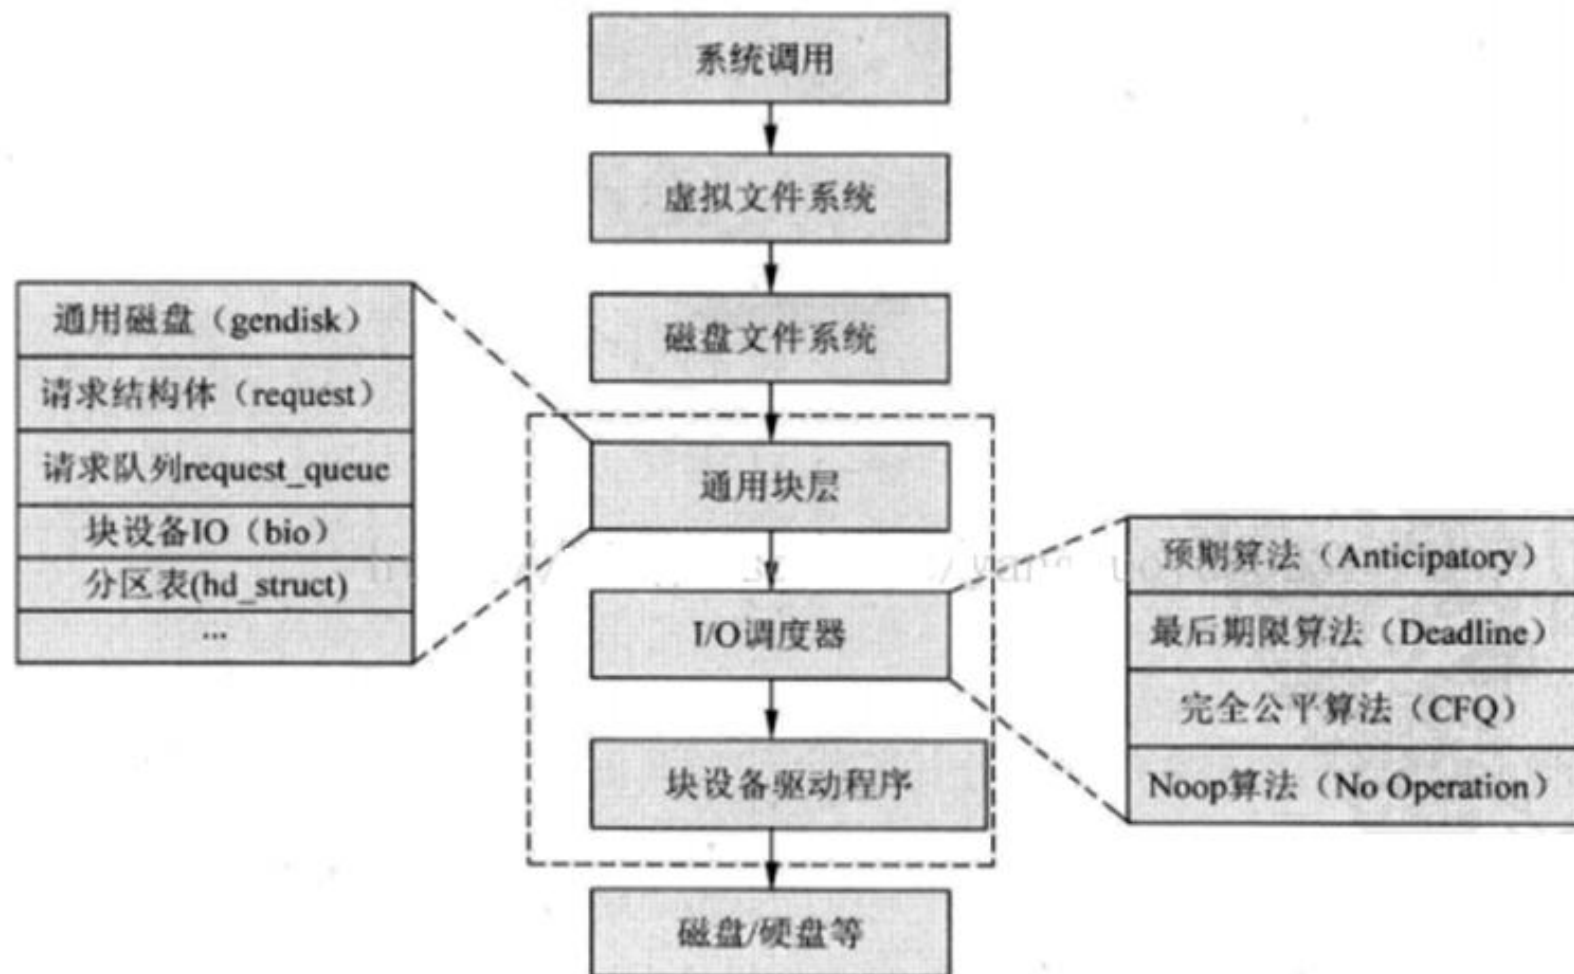 系统调用
虚拟文件系统
磁盘文件系统
通用磁盘（gendisk）
请求结构体（request）
请求队列request_queue
块设备IO（bio）
分区表(hd_struct)
...
通用块层
I/O调度器
块设备驱动程序
磁盘/硬盘等
预期算法（Anticipatory）
最后期限算法（Deadline）
完全公平算法（CFQ）
Noop算法（No Operation）